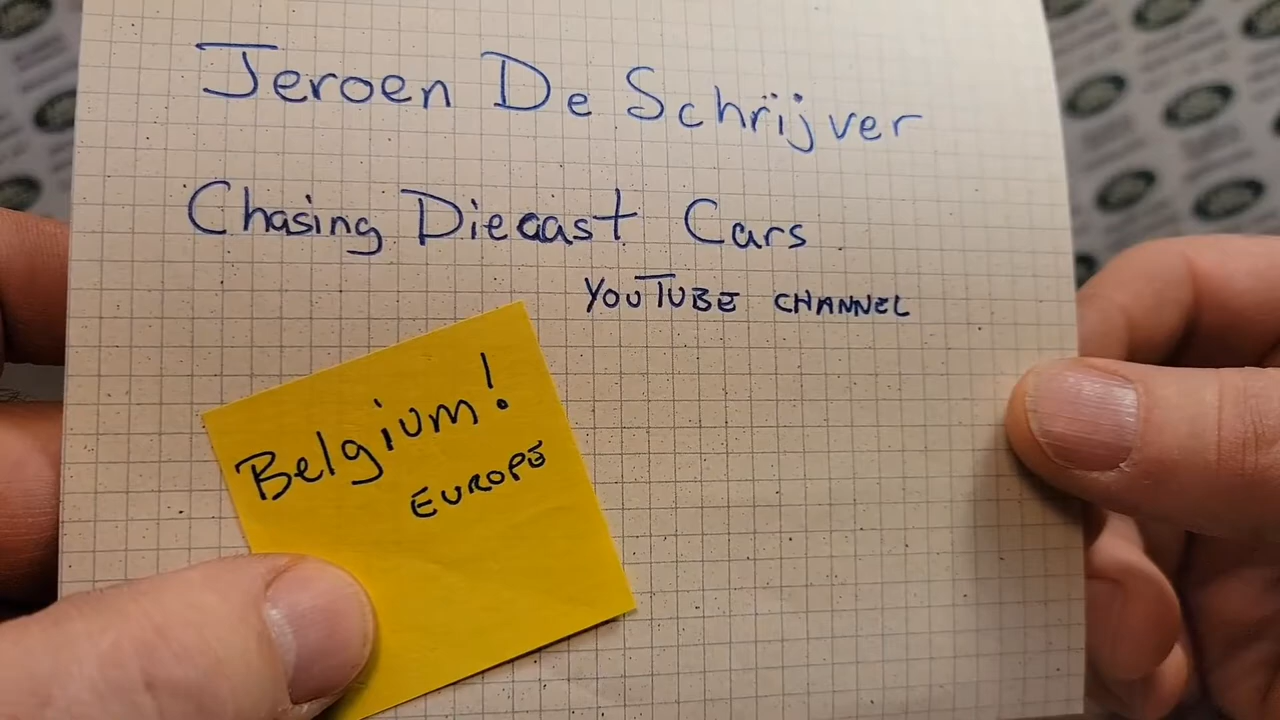 Jeroen De Schrijver
Chasing Diecast Cars
YOUTUBE CHANNEL
Belgium!
EUROPE